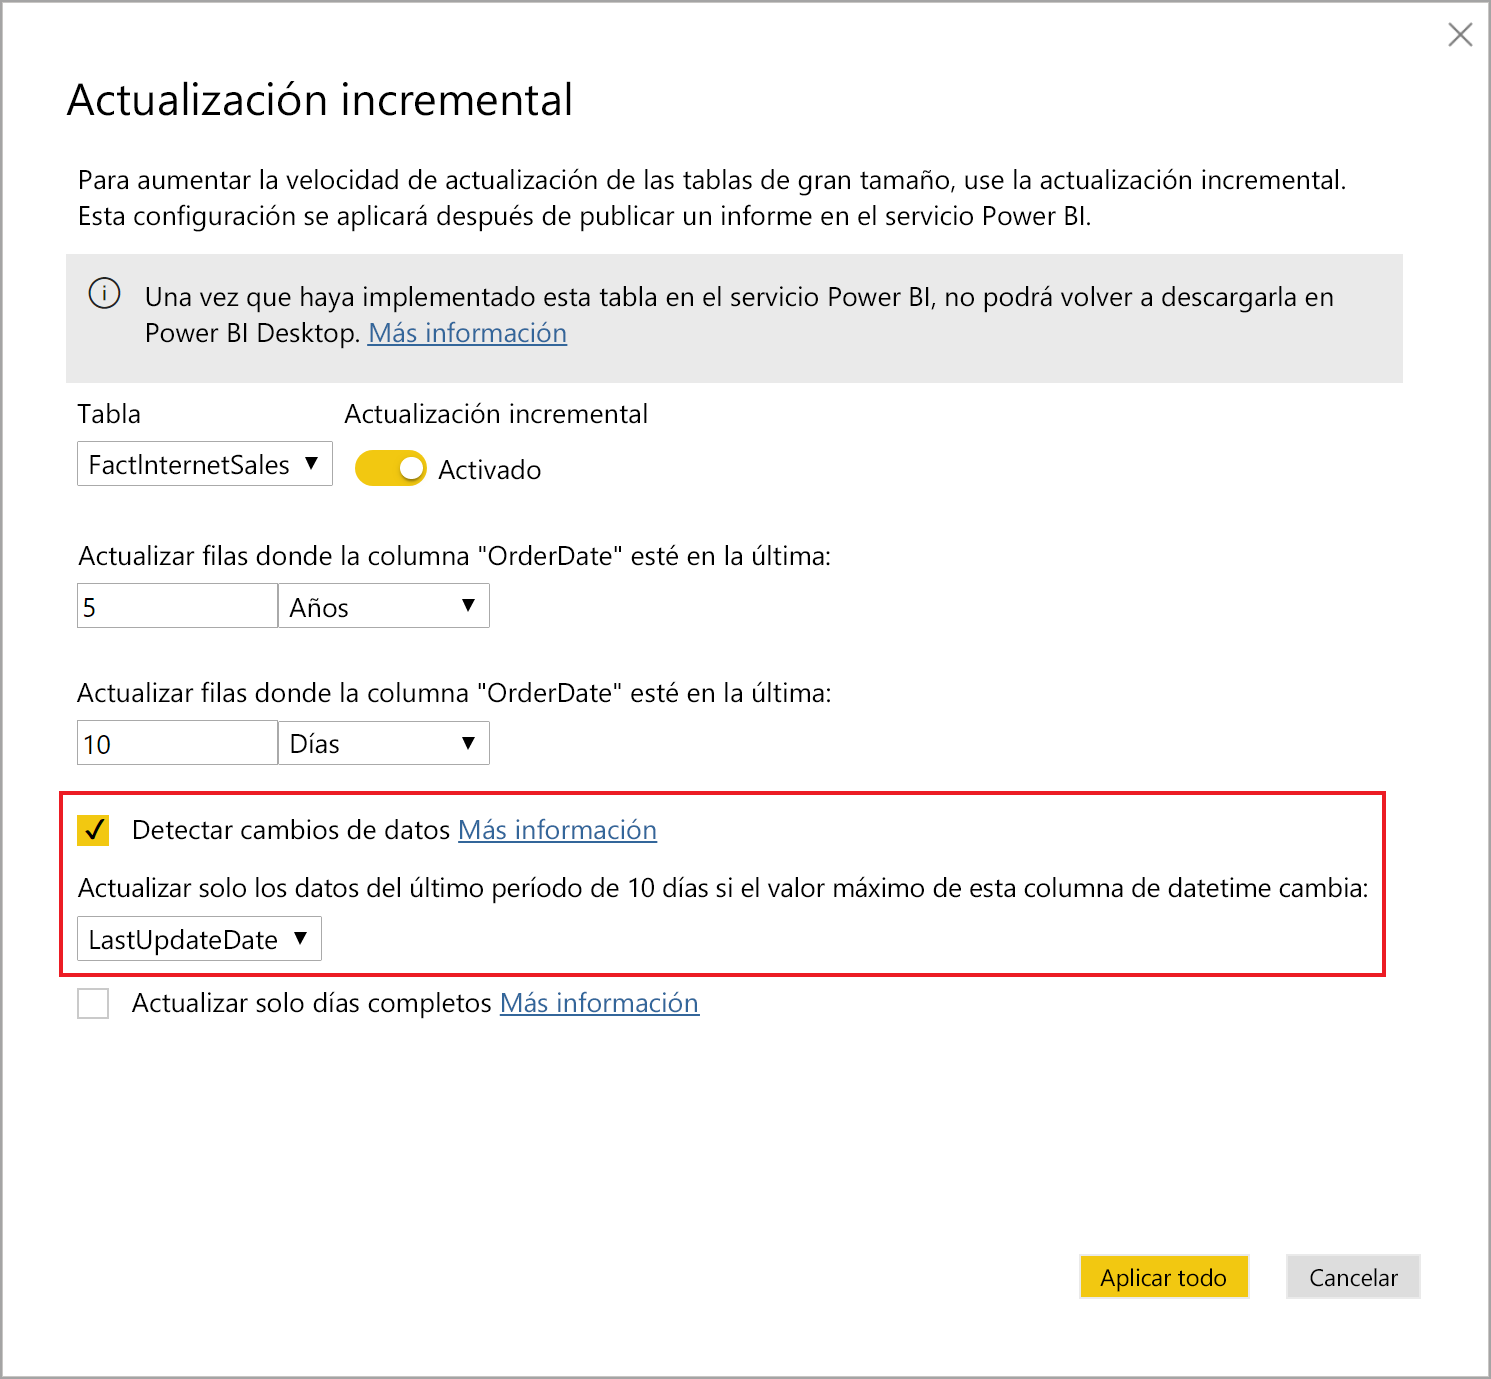 Actualización incremental
Para aumentar la velocidad de actualización de las tablas de gran tamaño, use la actualización incremental.
Esta configuración se aplicará después de publicar un informe en el servicio Power BI.
Una vez que haya implementado esta tabla en el servicio Power BI, no podrá volver a descargarla en
Power BI Desktop. Más información
Tabla Actualización incremental
FactInternetSales Activado
Actualizar filas donde la columna "OrderDate" esté en la última:
5 Años
Actualizar filas donde la columna "OrderDate" esté en la última:
10 Días
Detectar cambios de datos Más información
Actualizar solo los datos del último período de 10 días si el valor máximo de esta columna de datetime cambia:
LastUpdateDate
Actualizar solo días completos Más información
Aplicar todo Cancelar